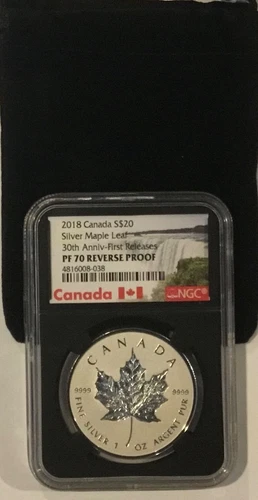 2018 Canada S$20
Silver Maple Leaf
30th Anniv-First Releases
PF 70 REVERSE PROOF
4816008-038
Canada NGC
CANADA
9999 9999
FINE SILVER 1 OZ ARGENT PUR